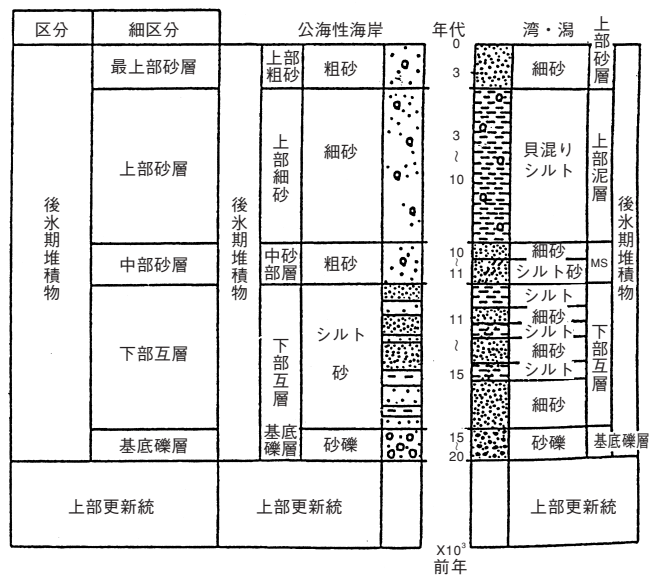 区分 細区分 公海性海岸 年代 湾・潟 上部砂層
0
最上部砂層 上部粗砂 粗砂 3 細砂
後氷期堆積物 上部砂層 後氷期堆積物 上部細砂 細砂 3～10 貝混りシルト 上部泥層 後氷期堆積物
中部砂層 中部砂層 粗砂 10～11 細砂 MS
シルト砂
下部互層 下部互層 シルト 砂 11～15 シルト 下部互層
細砂
シルト
細砂
シルト
細砂
基底礫層 基底礫層 砂礫 15～20 砂礫 基底礫層
上部更新統 上部更新統 上部更新統
X10³
前年